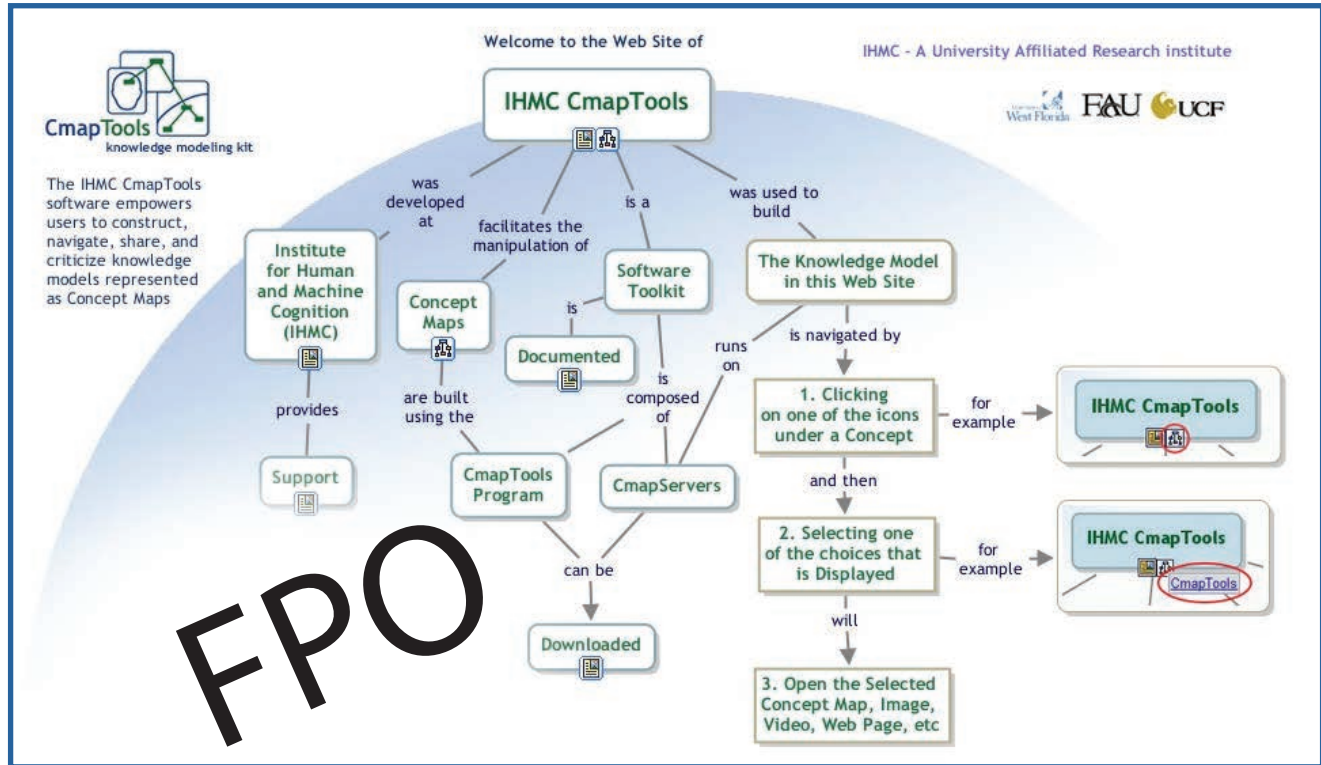 Welcome to the Web Site of
IHMC CmapTools
IHMC - A University Affiliated Research institute
West Florida
FAU
UCF
CmapTools
knowledge modeling kit
The IHMC CmapTools
software empowers
users to construct,
navigate, share, and
criticize knowledge
models represented
as Concept Maps
was
developed
at
facilitates the
manipulation of
is a
was used to
build
Institute
for Human
and Machine
Cognition
(IHMC)
Concept
Maps
Software
Toolkit
The Knowledge Model
in this Web Site
is
Documented
runs
on
is navigated by
provides
are built
using the
is
composed
of
1. Clicking
on one of the icons
under a Concept
for
example
IHMC CmapTools
Support
CmapTools
Program
CmapServers
and then
2. Selecting one
of the choices that
is Displayed
for
example
IHMC CmapTools
CmapTools
can be
Downloaded
will
3. Open the Selected
Concept Map, Image,
Video, Web Page, etc
FPO